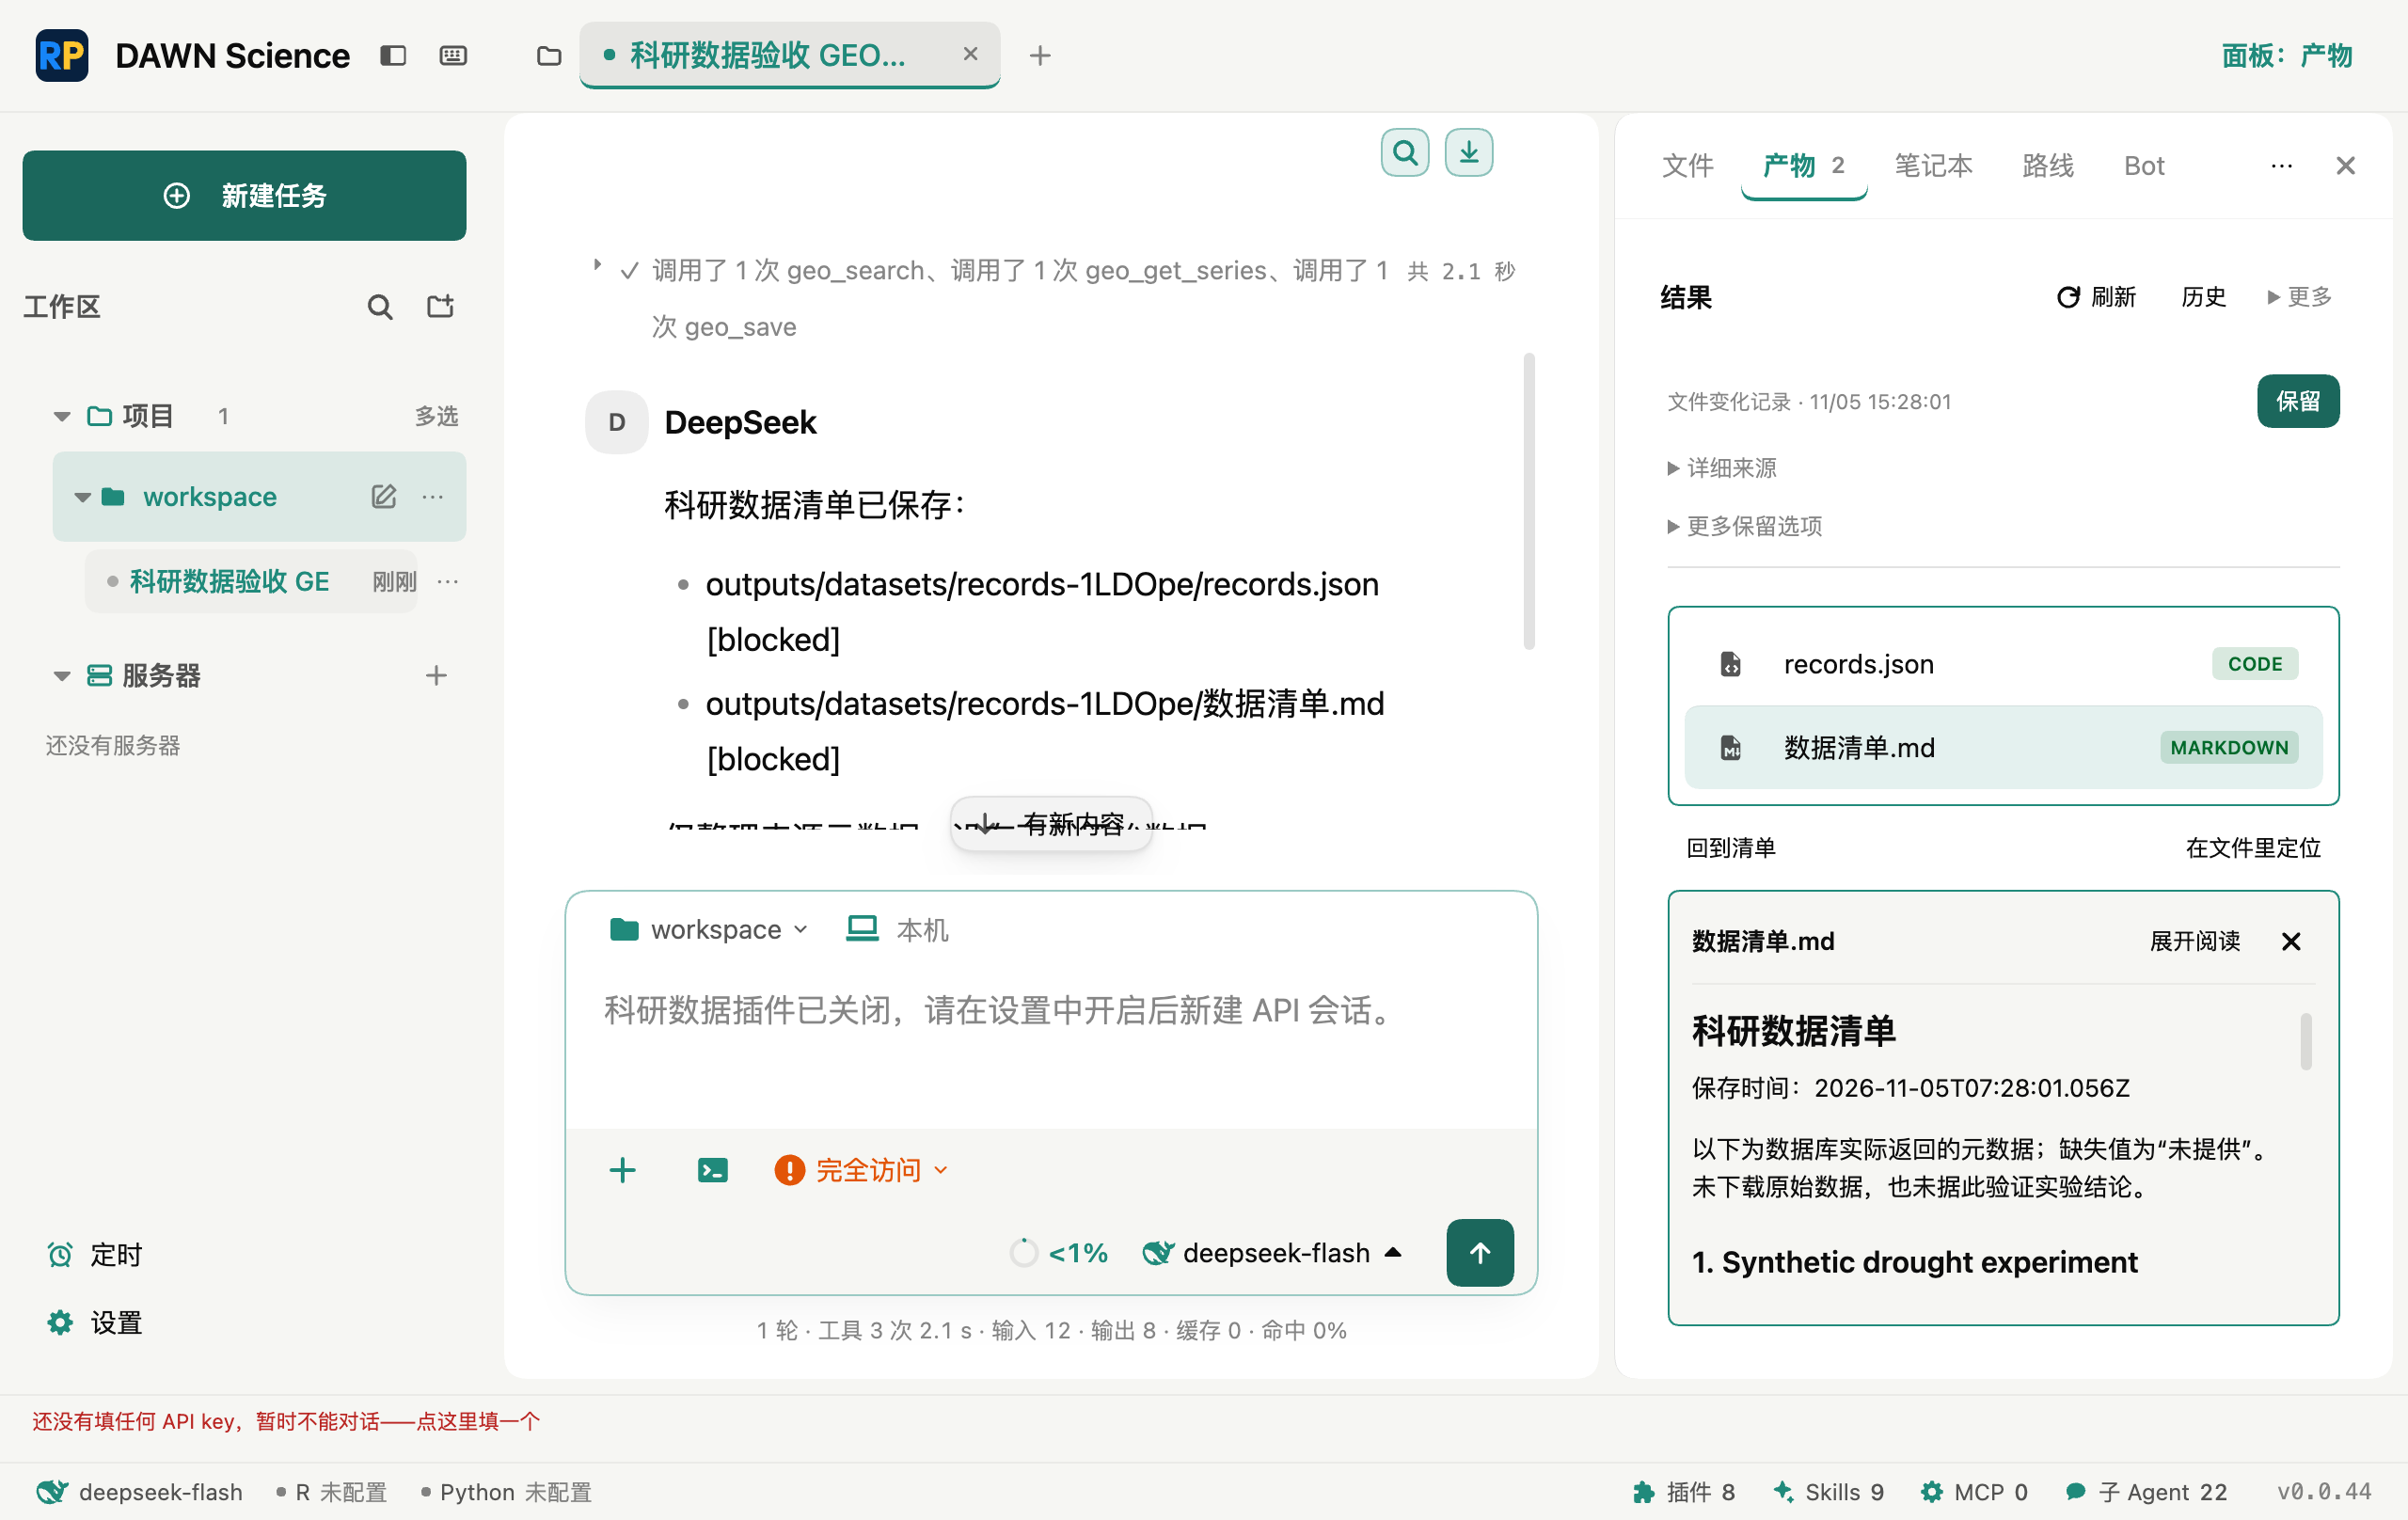 RP DAWN Science
科研数据验收 GEO...
面板：产物
新建任务
工作区
项目 1 多选
workspace
科研数据验收 GE 刚刚
服务器
还没有服务器
定时
设置
调用了 1 次 geo_search、调用了 1 次 geo_get_series、调用了 1 共 2.1 秒
次 geo_save
D DeepSeek
科研数据清单已保存：
outputs/datasets/records-1LDOpe/records.json
[blocked]
outputs/datasets/records-1LDOpe/数据清单.md
[blocked]
有新内容
workspace 本机
科研数据插件已关闭，请在设置中开启后新建 API 会话。
完全访问
<1% deepseek-flash
1 轮 · 工具 3 次 2.1 s · 输入 12 · 输出 8 · 缓存 0 · 命中 0%
文件 产物 2 笔记本 路线 Bot
结果 刷新 历史 更多
文件变化记录 · 11/05 15:28:01 保留
详细来源
更多保留选项
records.json CODE
数据清单.md MARKDOWN
回到清单 在文件里定位
数据清单.md 展开阅读
科研数据清单
保存时间：2026-11-05T07:28:01.056Z
以下为数据库实际返回的元数据；缺失值为“未提供”。
未下载原始数据，也未据此验证实验结论。
1. Synthetic drought experiment
还没有填任何 API key，暂时不能对话——点这里填一个
deepseek-flash R 未配置 Python 未配置
插件 8 Skills 9 MCP 0 子 Agent 22 v0.0.44